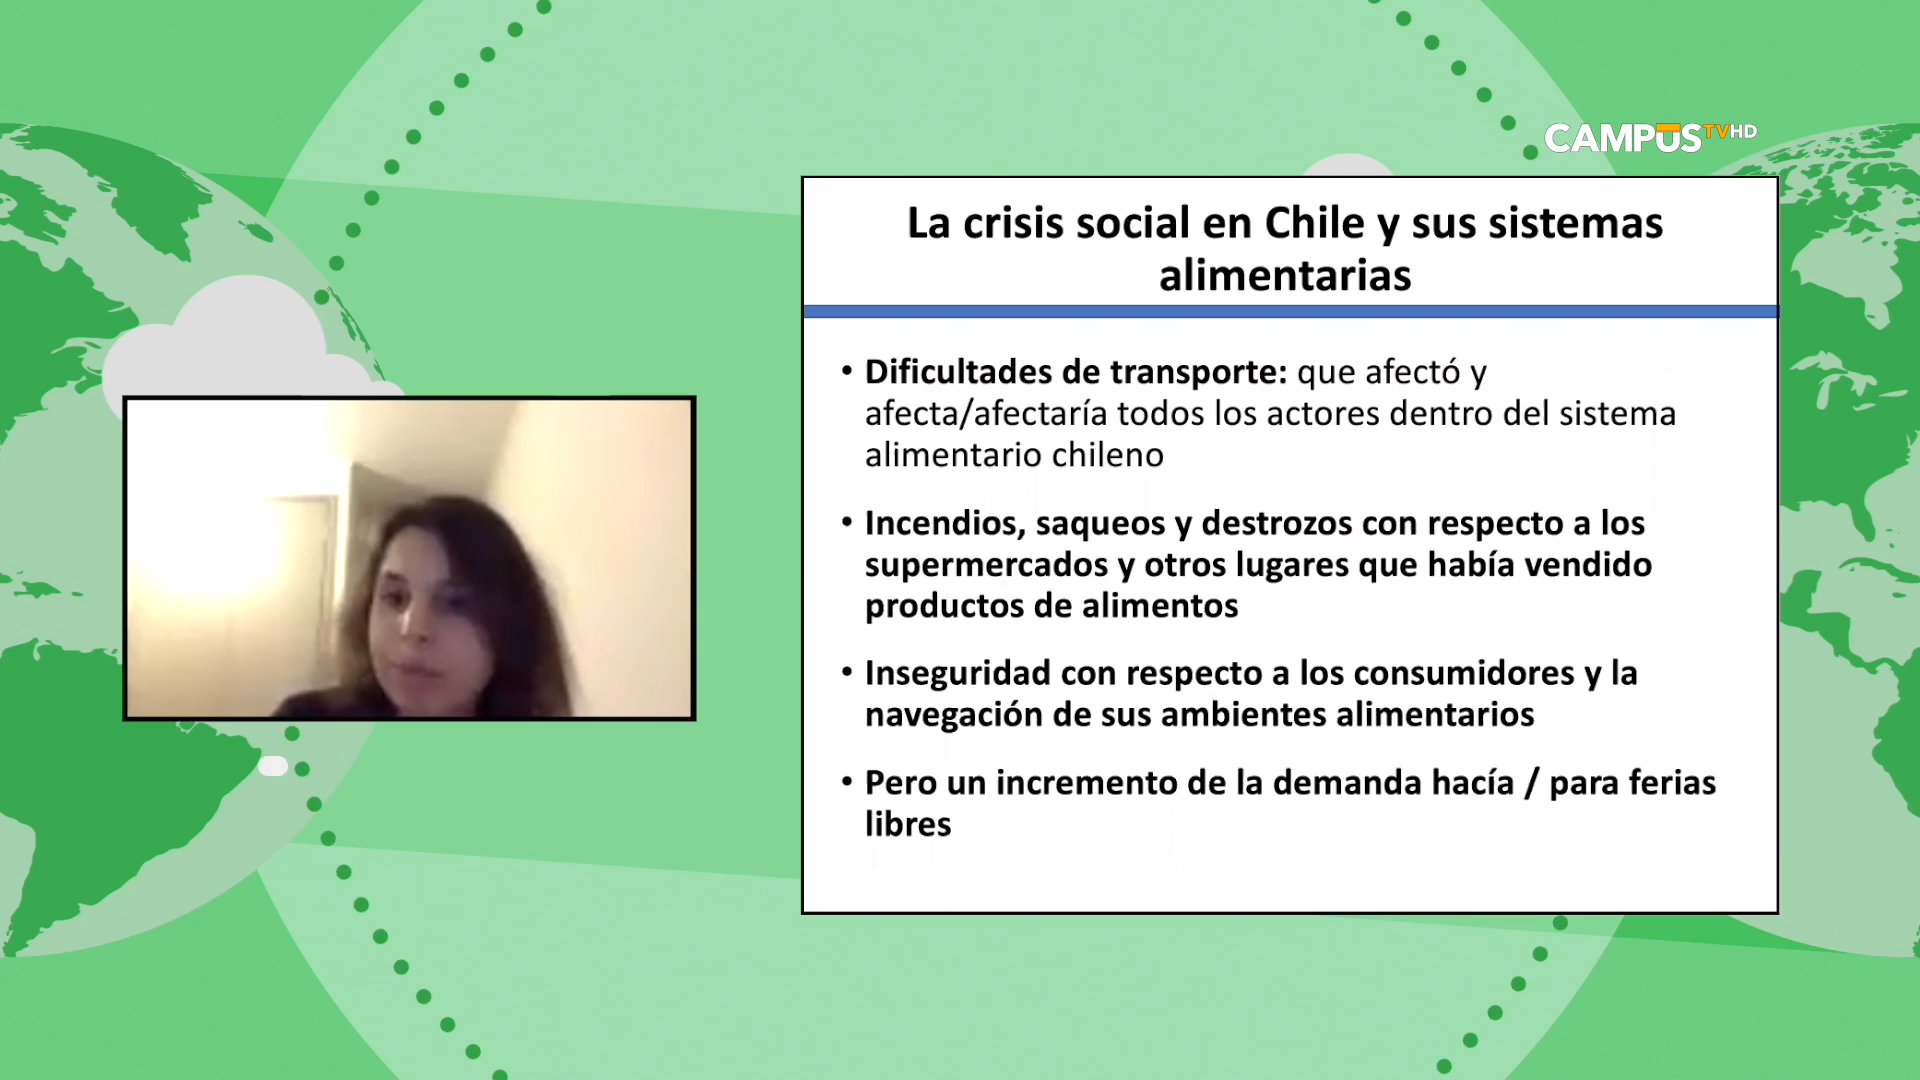 CAMPUSTVHD
La crisis social en Chile y sus sistemas
alimentarias
• Dificultades de transporte: que afectó y
afecta/afectaría todos los actores dentro del sistema
alimentario chileno
• Incendios, saqueos y destrozos con respecto a los
supermercados y otros lugares que había vendido
productos de alimentos
• Inseguridad con respecto a los consumidores y la
navegación de sus ambientes alimentarios
• Pero un incremento de la demanda hacía / para ferias
libres